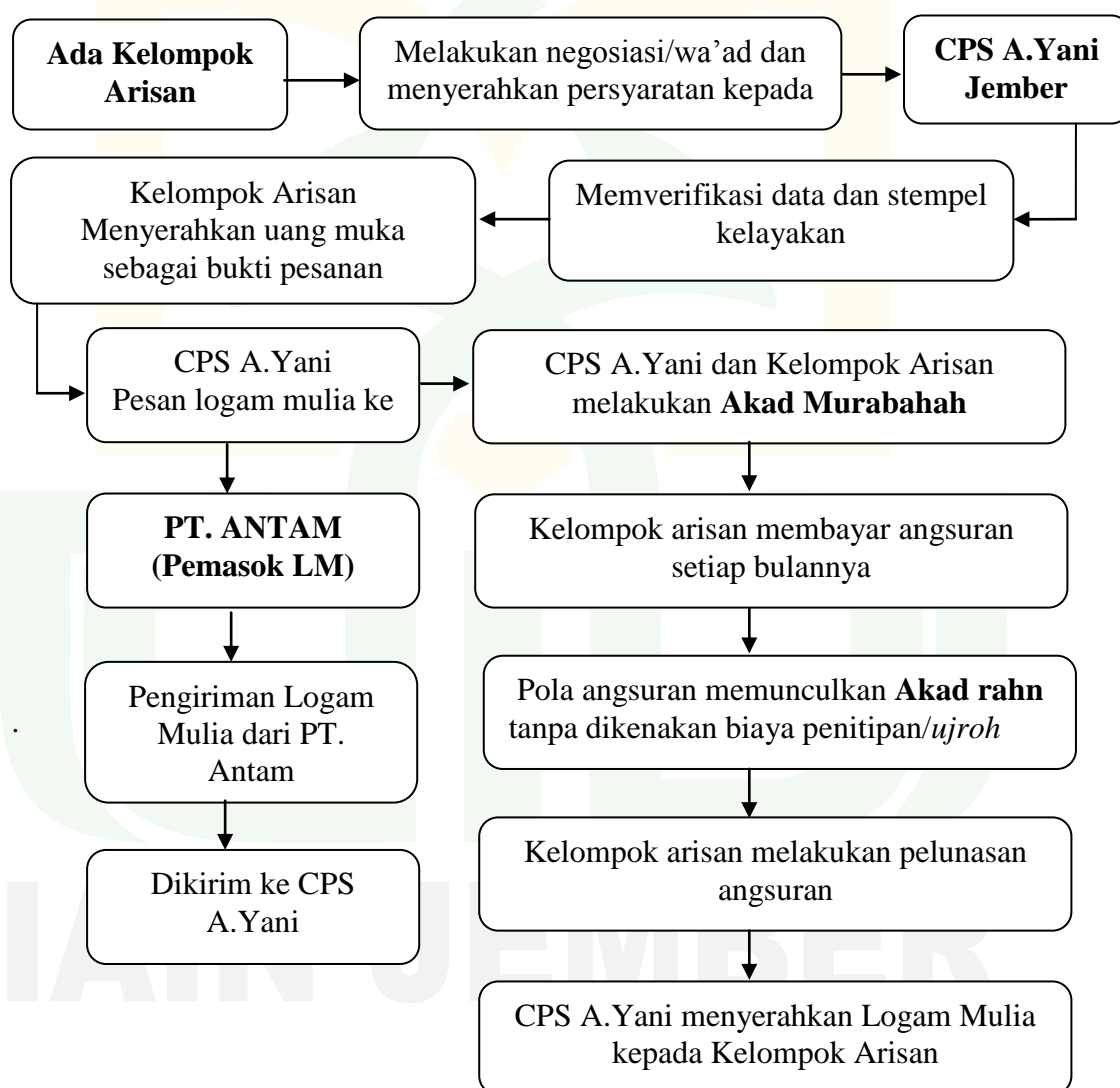 Ada Kelompok
Arisan
Melakukan negosiasi/wa’ad dan
menyerahkan persyaratan kepada
CPS A.Yani
Jember
Kelompok Arisan
Menyerahkan uang muka
sebagai bukti pesanan
Memverifikasi data dan stempel
kelayakan
CPS A.Yani
Pesan logam mulia ke
CPS A.Yani dan Kelompok Arisan
melakukan Akad Murabahah
PT. ANTAM
(Pemasok LM)
Kelompok arisan membayar angsuran
setiap bulannya
Pengiriman Logam
Mulia dari PT.
Antam
Pola angsuran memunculkan Akad rahn
tanpa dikenakan biaya penitipan/ujroh
.
Dikirim ke CPS
A.Yani
Kelompok arisan melakukan pelunasan
angsuran
CPS A.Yani menyerahkan Logam Mulia
kepada Kelompok Arisan
IAIN JEMBER